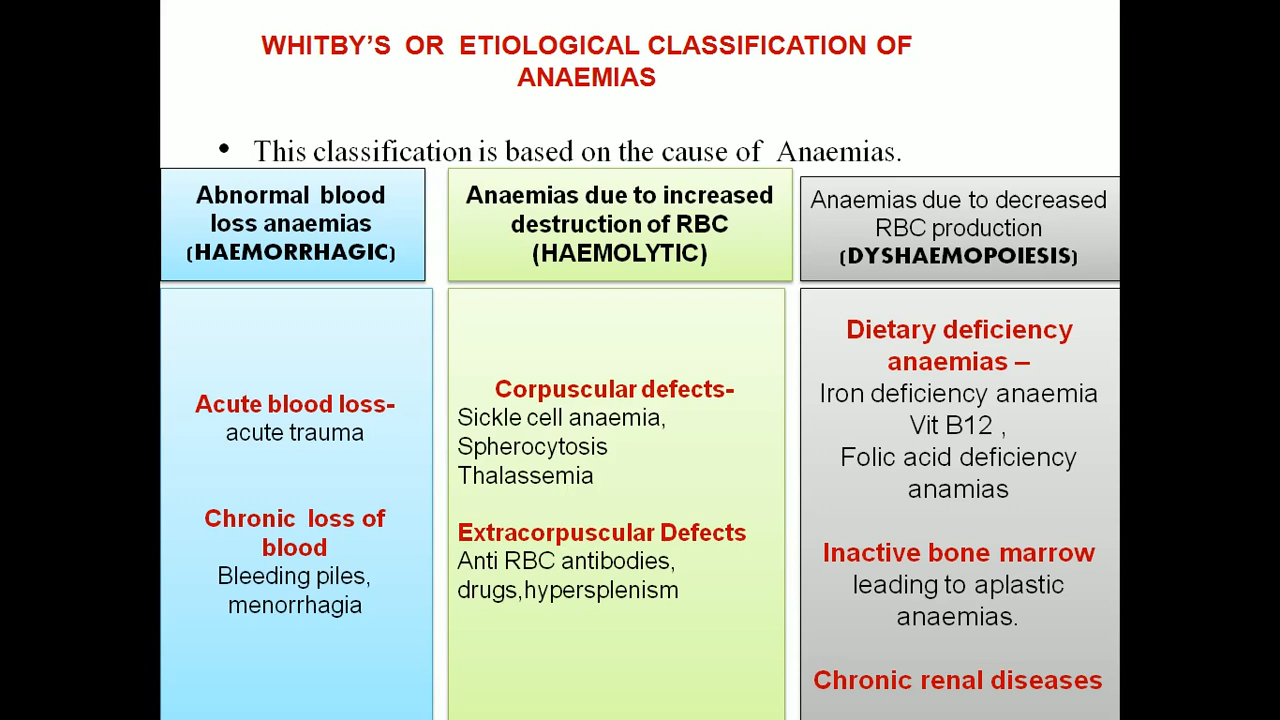 WHITBY'S OR ETIOLOGICAL CLASSIFICATION OF
ANAEMIAS
• This classification is based on the cause of Anaemias.
Abnormal blood
loss anaemias
(HAEMORRHAGIC)
Acute blood loss-
acute trauma
Chronic loss of
blood
Bleeding piles,
menorrhagia
Anaemias due to increased
destruction of RBC
(HAEMOLYTIC)
Corpuscular defects-
Sickle cell anaemia,
Spherocytosis
Thalassemia
Extracorpuscular Defects
Anti RBC antibodies,
drugs,hypersplenism
Anaemias due to decreased
RBC production
(DYSHAEMOPOIESIS)
Dietary deficiency
anaemias –
Iron deficiency anaemia
Vit B12 ,
Folic acid deficiency
anamias
Inactive bone marrow
leading to aplastic
anaemias.
Chronic renal diseases